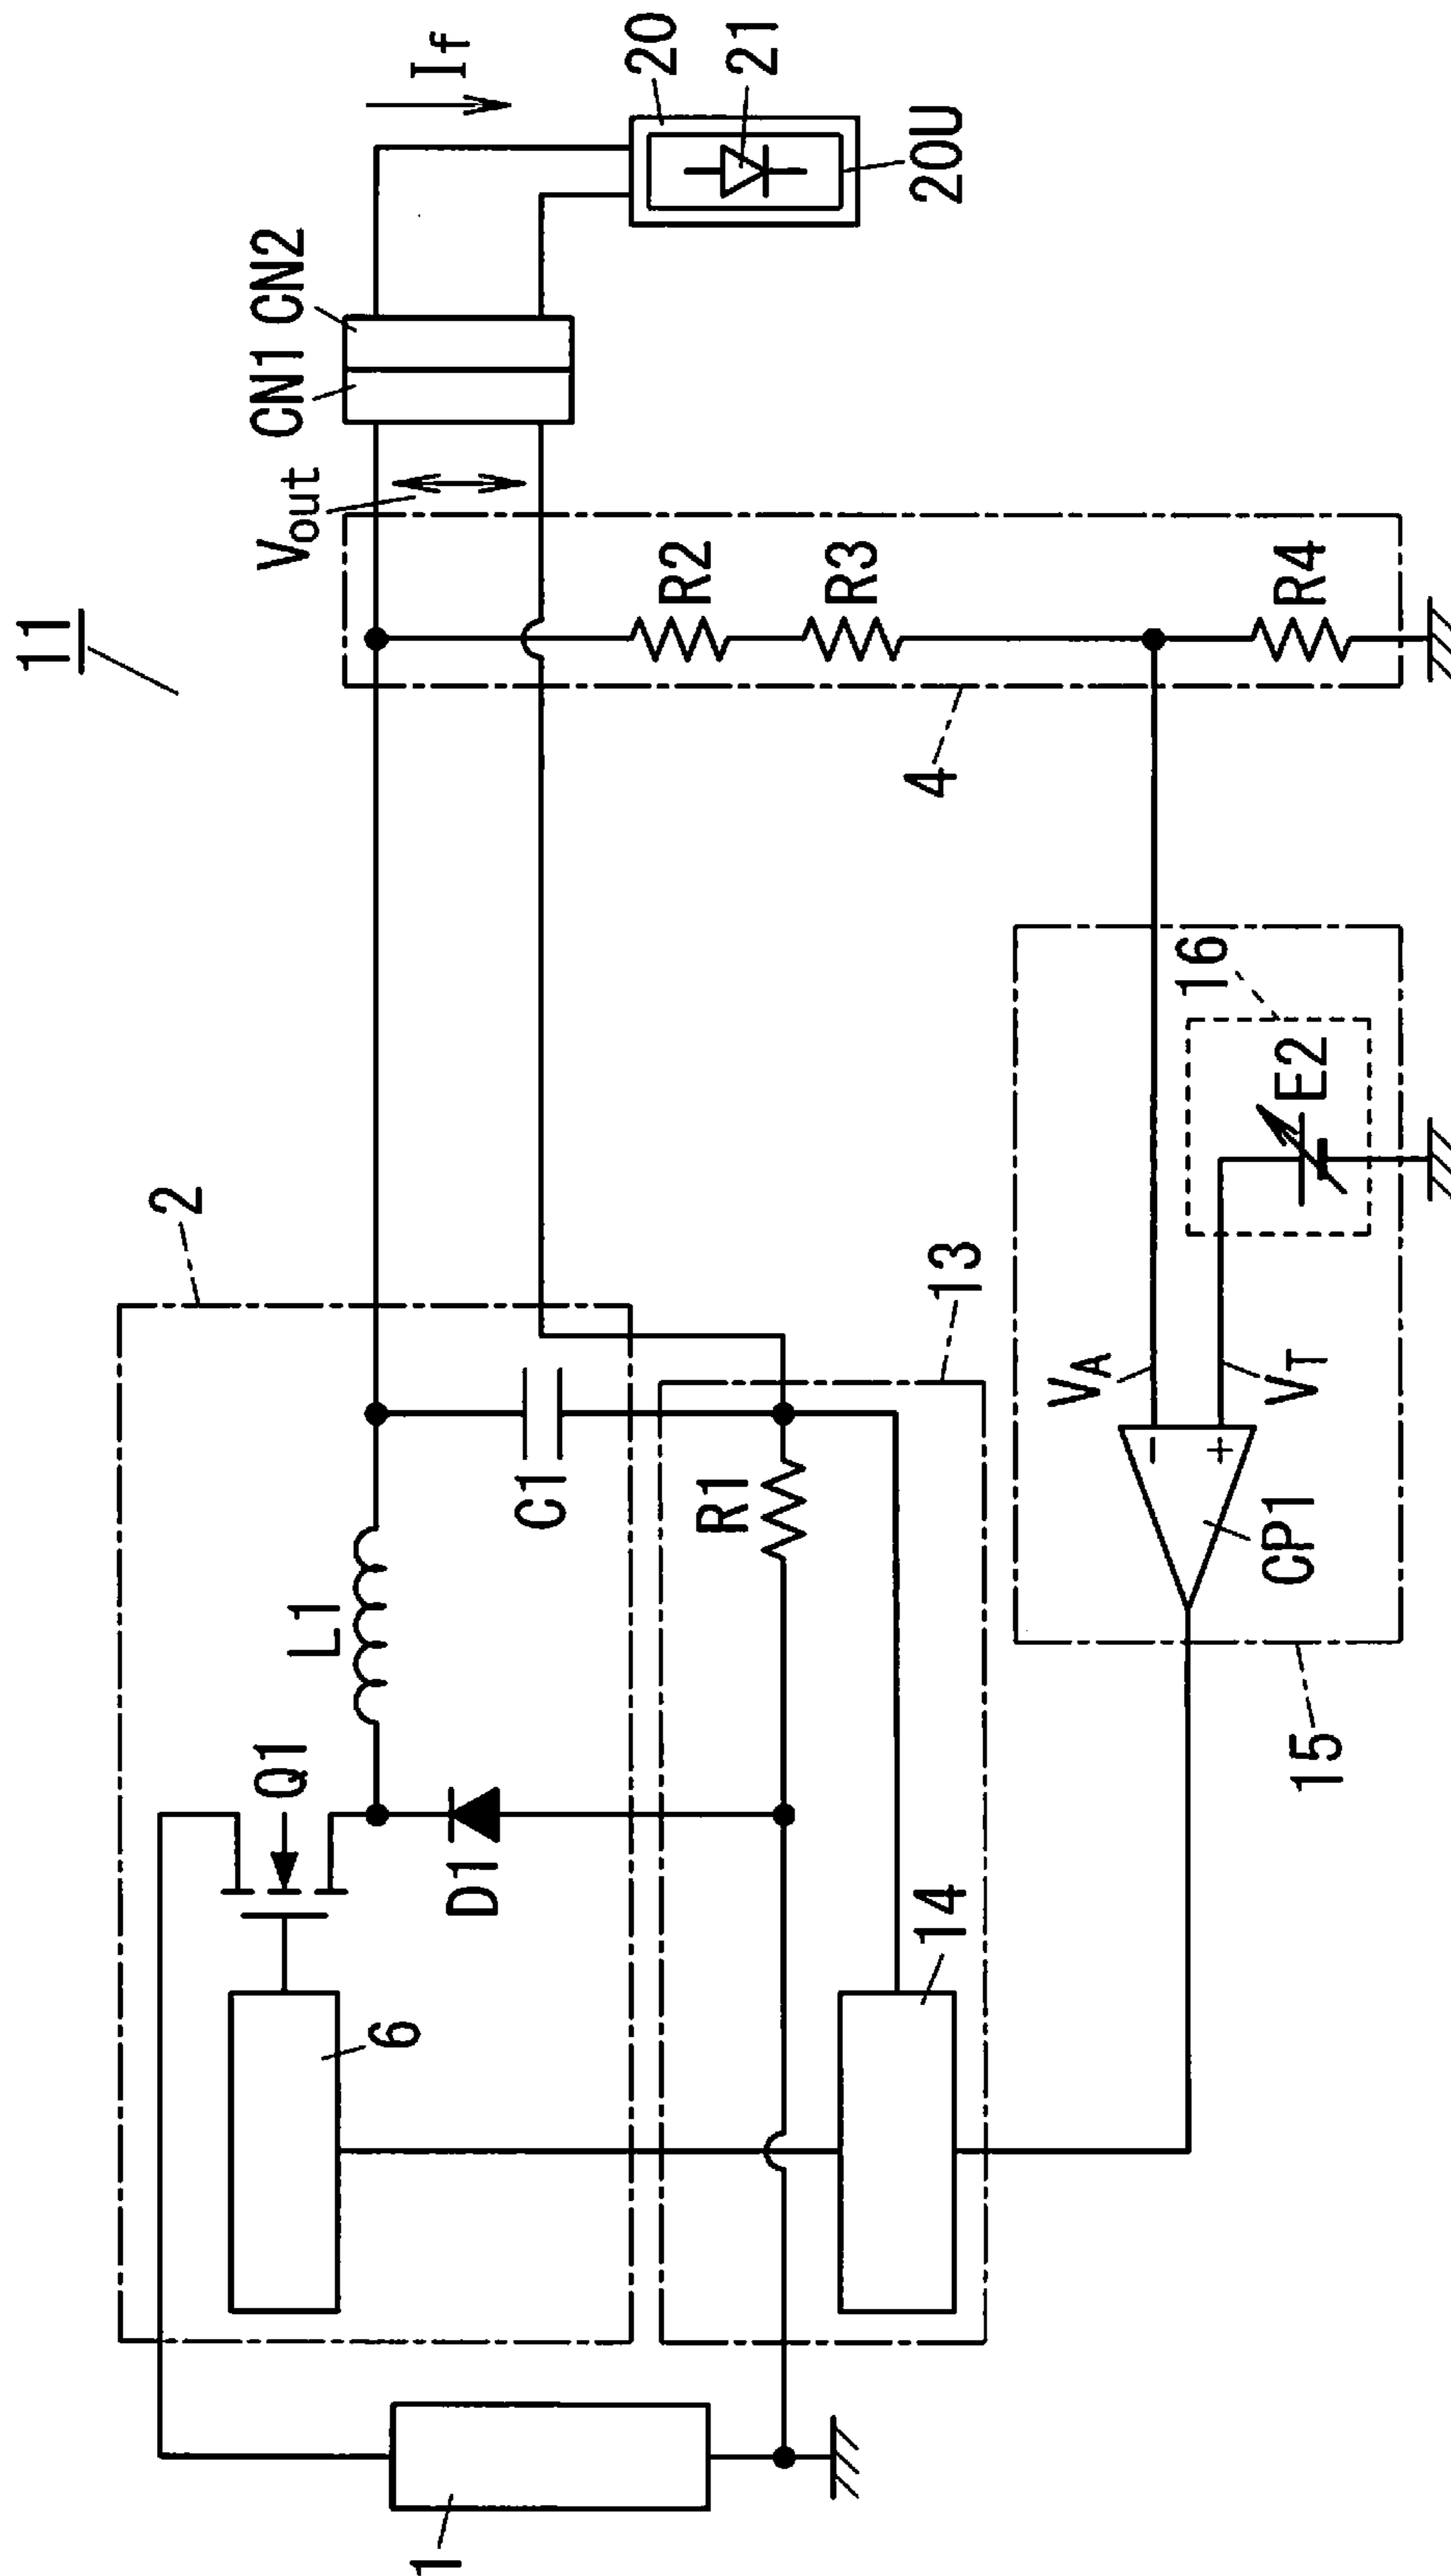 11
If
CN1 CN2
Vout
20
21
20U
2
Q1
L1
6
D1
C1
R2
R3
4
R1
13
1
14
VA
16
R4
VT
E2
CP1
15
-
+